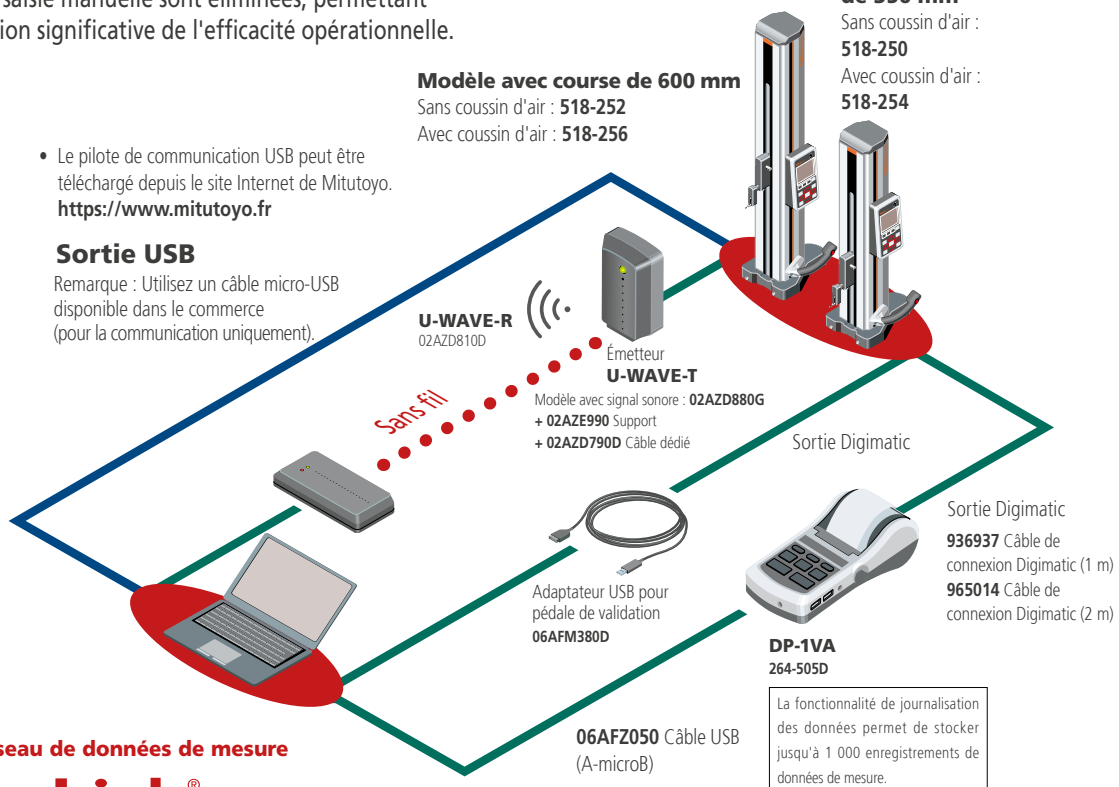 saisie manuelle sont éliminées, permettant
ion significative de l'efficacité opérationnelle.
Sans coussin d'air :
518-250
Avec coussin d'air :
518-254
Modèle avec course de 600 mm
Sans coussin d'air : 518-252
Avec coussin d'air : 518-256
• Le pilote de communication USB peut être
téléchargé depuis le site Internet de Mitutoyo.
https://www.mitutoyo.fr
Sortie USB
Remarque : Utilisez un câble micro-USB
disponible dans le commerce
(pour la communication uniquement).
U-WAVE-R
02AZD810D
Émetteur
U-WAVE-T
Modèle avec signal sonore : 02AZD880G
+ 02AZE990 Support
+ 02AZD790D Câble dédié
Sans fil
Sortie Digimatic
Sortie Digimatic
936937 Câble de
connexion Digimatic (1 m)
965014 Câble de
connexion Digimatic (2 m)
Adaptateur USB pour
pédale de validation
06AFM380D
DP-1VA
264-505D
La fonctionnalité de journalisation
des données permet de stocker
jusqu'à 1 000 enregistrements de
données de mesure.
06AFZ050 Câble USB
(A-microB)
seau de données de mesure
®